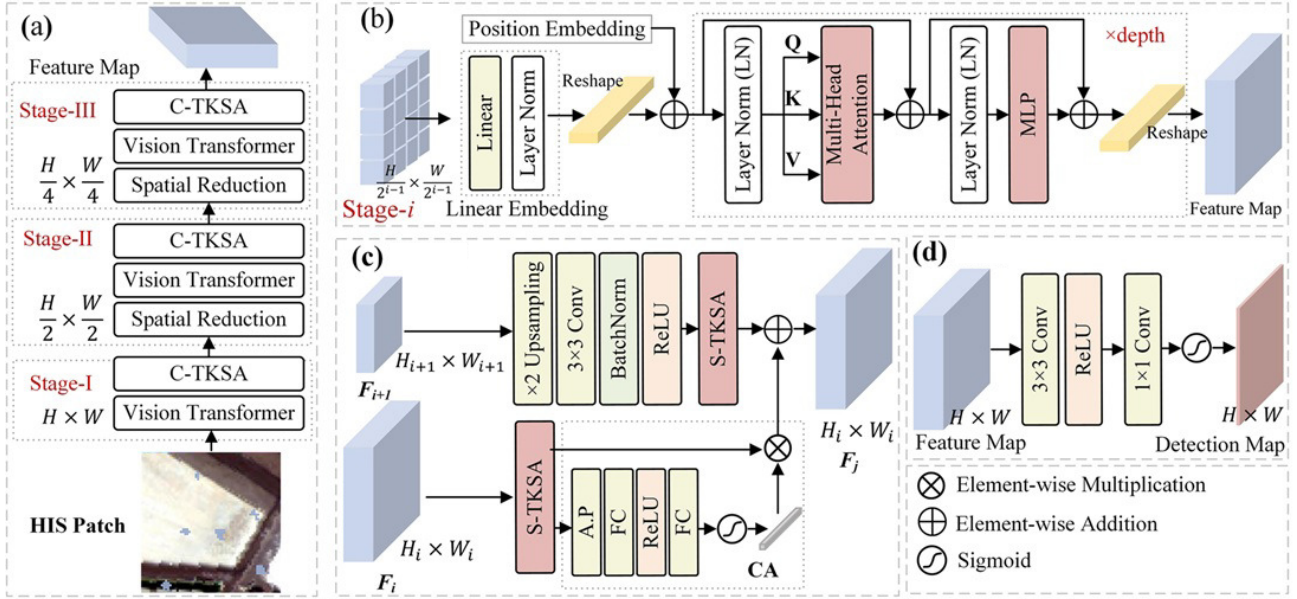 (a)
Feature Map
Stage-III
C-TKSA
Vision Transformer
H/4 × W/4
Spatial Reduction
Stage-II
C-TKSA
Vision Transformer
H/2 × W/2
Spatial Reduction
Stage-I
C-TKSA
H × W
Vision Transformer
HIS Patch
(b)
Position Embedding
×depth
Linear
Layer Norm
Reshape
Layer Norm (LN)
Q
K
V
Multi-Head
Attention
Layer Norm (LN)
MLP
Reshape
H/2^{i-1} × W/2^{i-1}
Stage-i
Linear Embedding
Feature Map
(c)
×2 Upsampling
3×3 Conv
BatchNorm
ReLU
S-TKSA
H_{i+1} × W_{i+1}
F_{i+1}
S-TKSA
A.P
FC
ReLU
FC
H_i × W_i
F_i
CA
H_i × W_i
F_j
(d)
3×3 Conv
ReLU
1×1 Conv
H × W
Feature Map
H × W
Detection Map
Element-wise Multiplication
Element-wise Addition
Sigmoid